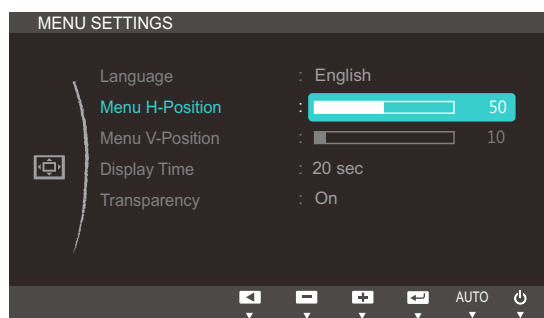 MENU SETTINGS
Language : English
Menu H-Position : 50
Menu V-Position : 10
Display Time : 20 sec
Transparency : On
AUTO